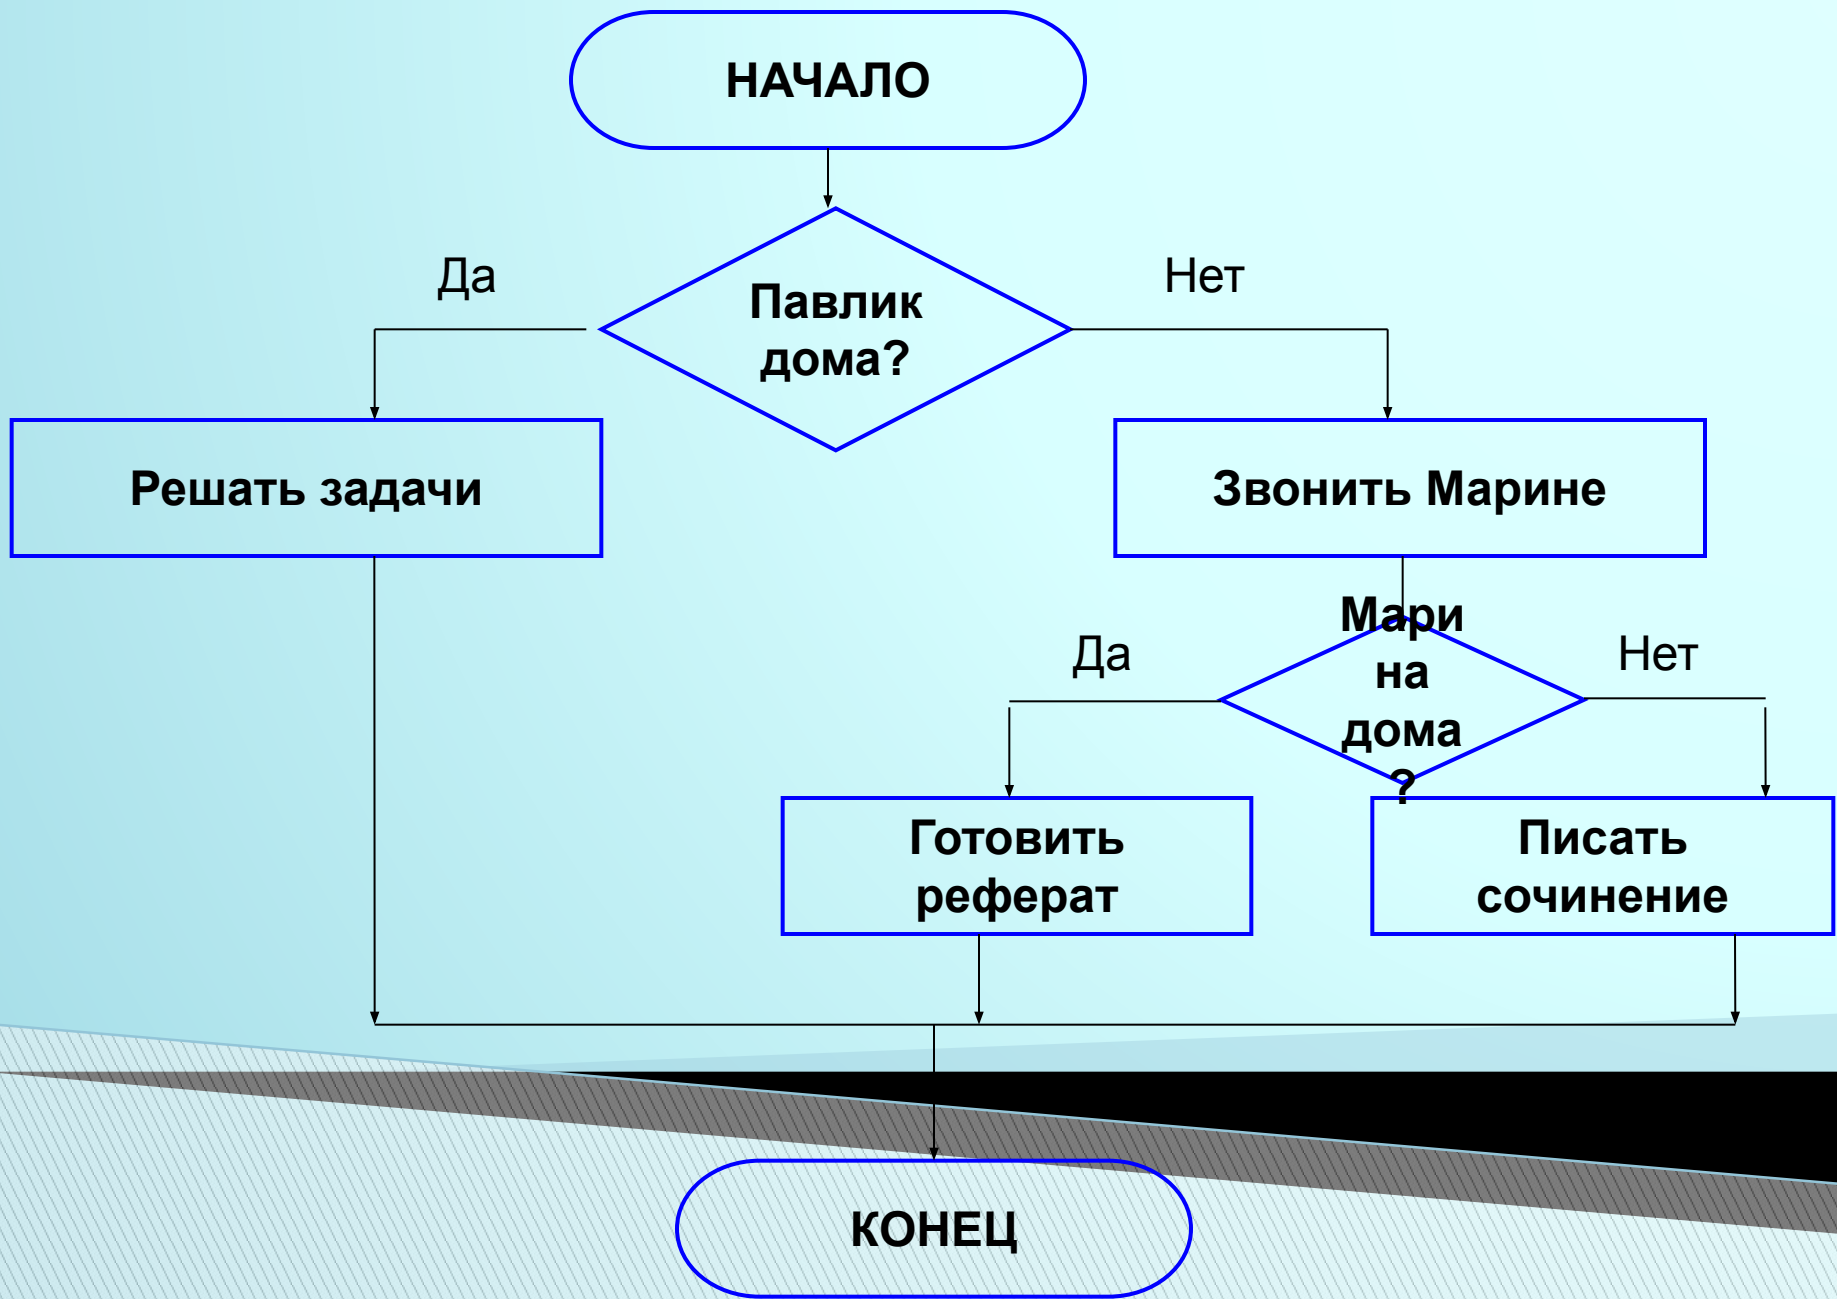 НАЧАЛО
Да
Нет
Павлик
дома?
Решать задачи
Звонить Марине
Мари
на
дома
?
Да
Нет
Готовить
реферат
Писать
сочинение
КОНЕЦ